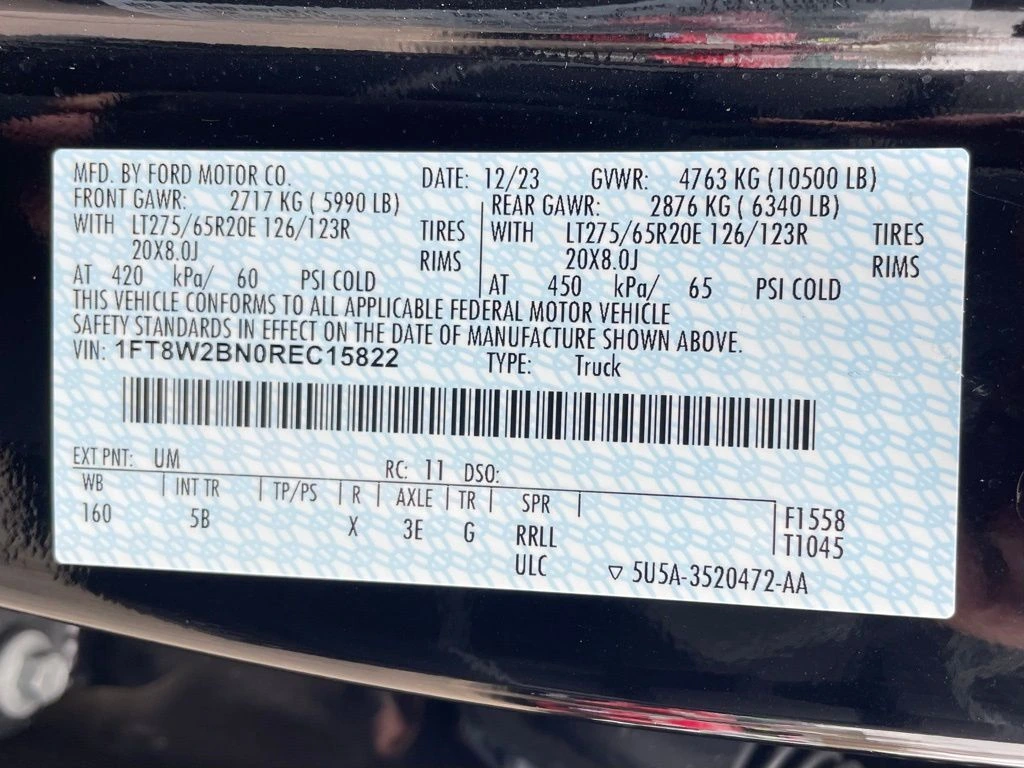 MFD. BY FORD MOTOR CO. DATE: 12/23 GVWR: 4763 KG (10500 LB)
FRONT GAWR: 2717 KG ( 5990 LB) REAR GAWR: 2876 KG ( 6340 LB)
WITH LT275/65R20E 126/123R TIRES WITH LT275/65R20E 126/123R TIRES
20X8.0J RIMS 20X8.0J RIMS
AT 420 kPa/ 60 PSI COLD AT 450 kPa/ 65 PSI COLD
THIS VEHICLE CONFORMS TO ALL APPLICABLE FEDERAL MOTOR VEHICLE
SAFETY STANDARDS IN EFFECT ON THE DATE OF MANUFACTURE SHOWN ABOVE.
VIN: 1FT8W2BN0REC15822 TYPE: Truck
EXT PNT: UM RC: 11 DSO:
WB INT TR TP/PS R AXLE TR SPR
160 5B X 3E G RRLL F1558
ULC T1045
▽ 5U5A-3520472-AA